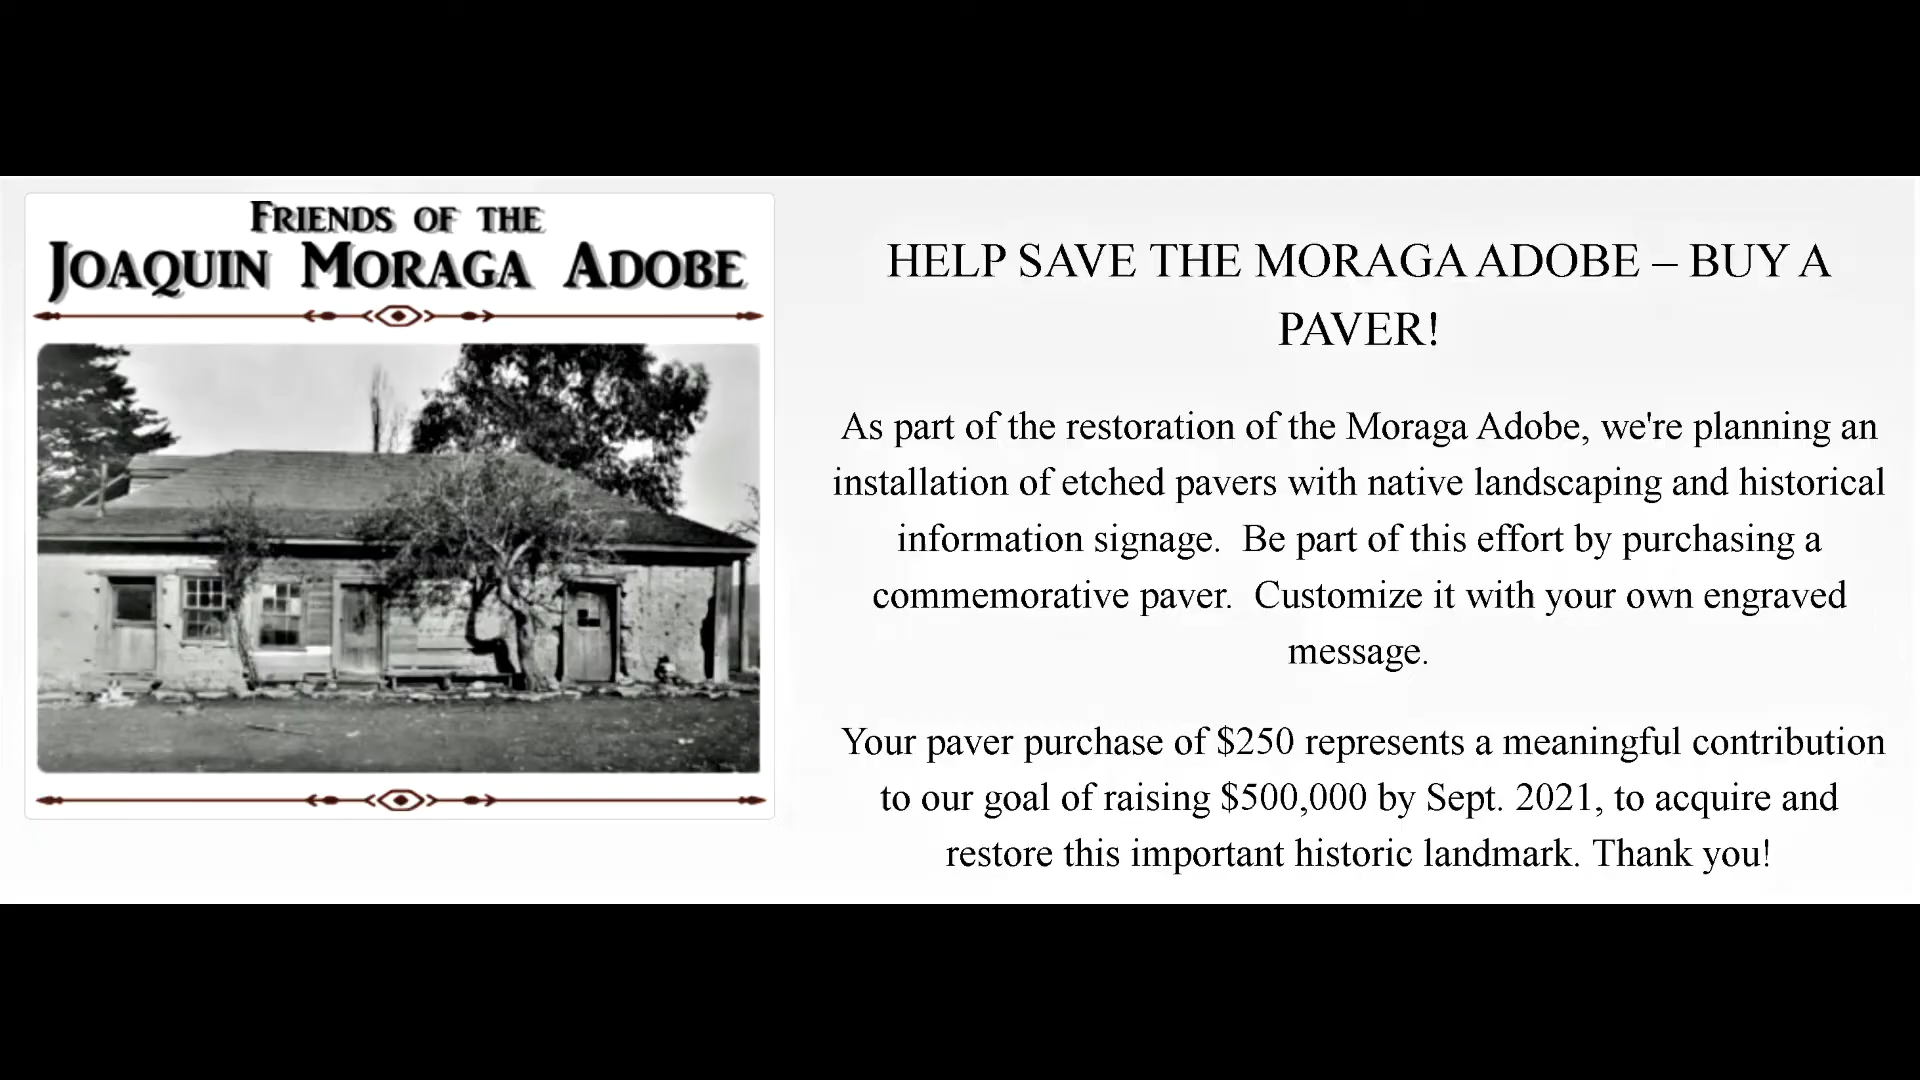 FRIENDS OF THE
JOAQUIN MORAGA ADOBE
HELP SAVE THE MORAGA ADOBE – BUY A
PAVER!
As part of the restoration of the Moraga Adobe, we're planning an
installation of etched pavers with native landscaping and historical
information signage.  Be part of this effort by purchasing a
commemorative paver.  Customize it with your own engraved
message.
Your paver purchase of $250 represents a meaningful contribution
to our goal of raising $500,000 by Sept. 2021, to acquire and
restore this important historic landmark. Thank you!